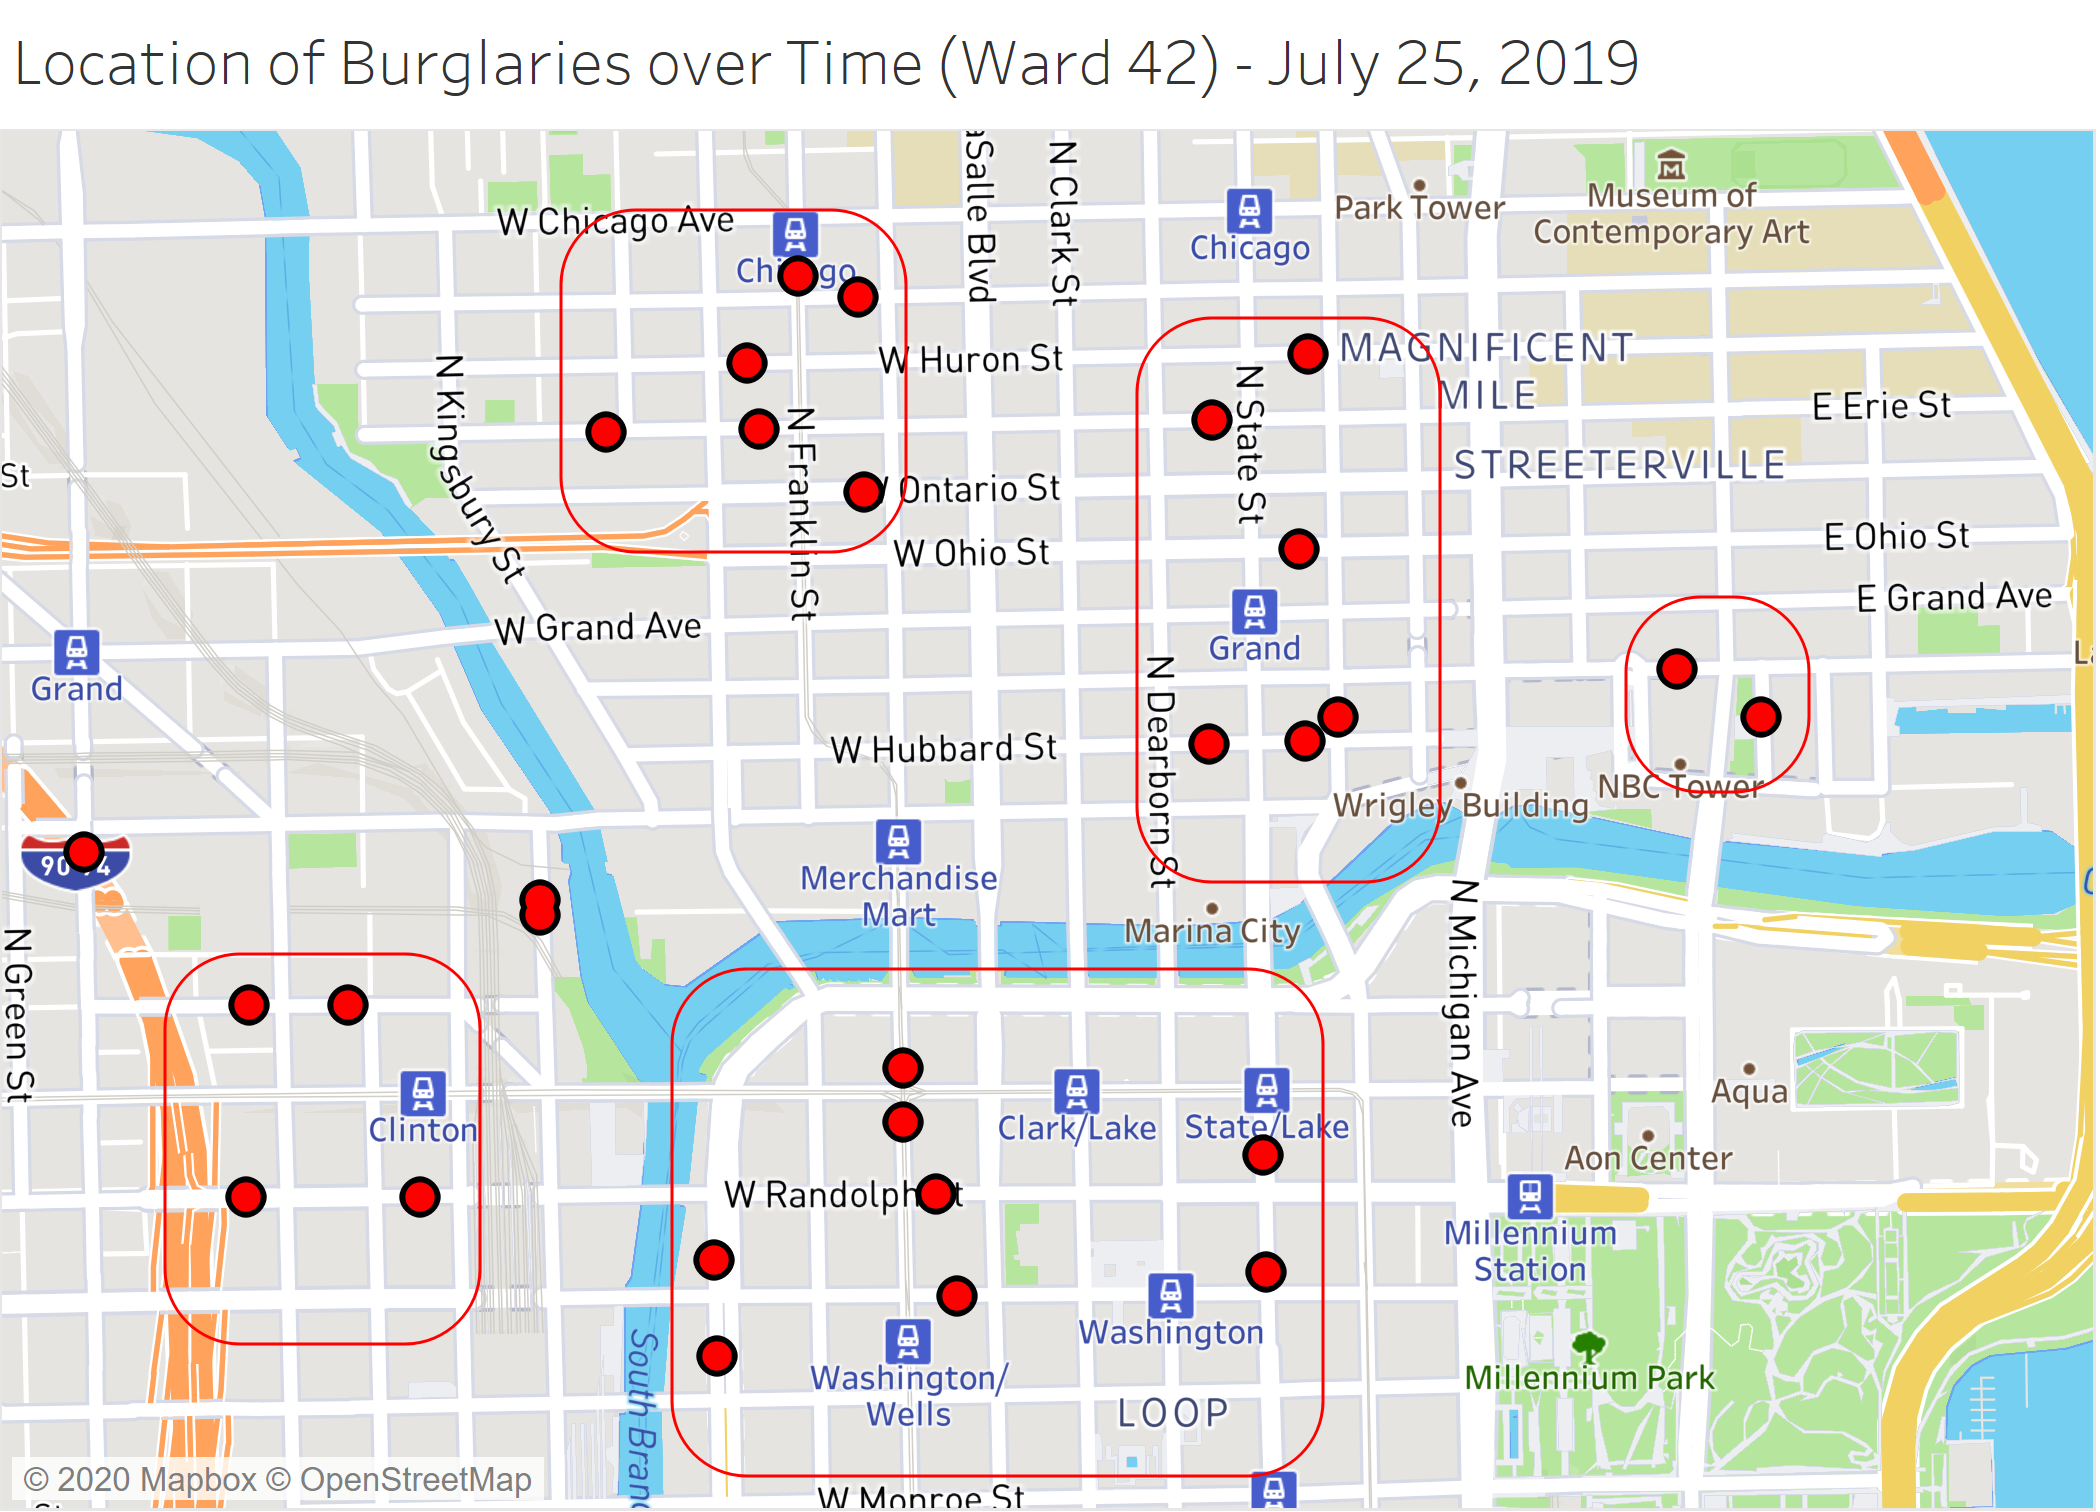 Location of Burglaries over Time (Ward 42) - July 25, 2019
aSalle Blvd
N Clark St
W Chicago Ave
Chicago
Park Tower
Museum of
Contemporary Art
W Huron St
MAGNIFICENT
MILE
N State St
N Kingsbury St
N Franklin St
E Erie St
STREETERVILLE
St
Ontario St
W Ohio St
E Ohio St
E Grand Ave
W Grand Ave
Grand
Grand
N Dearborn St
W Hubbard St
NBC Tower
Wrigley Building
90
Merchandise
Mart
Marina City
N Michigan Ave
N Green St
Clinton
Clark/Lake
State/Lake
Aqua
Aon Center
W Randolph
Millennium
Station
Washington
Washington/
Wells
Millennium Park
LOOP
South Branc
© 2020 Mapbox © OpenStreetMap
W Monroe St